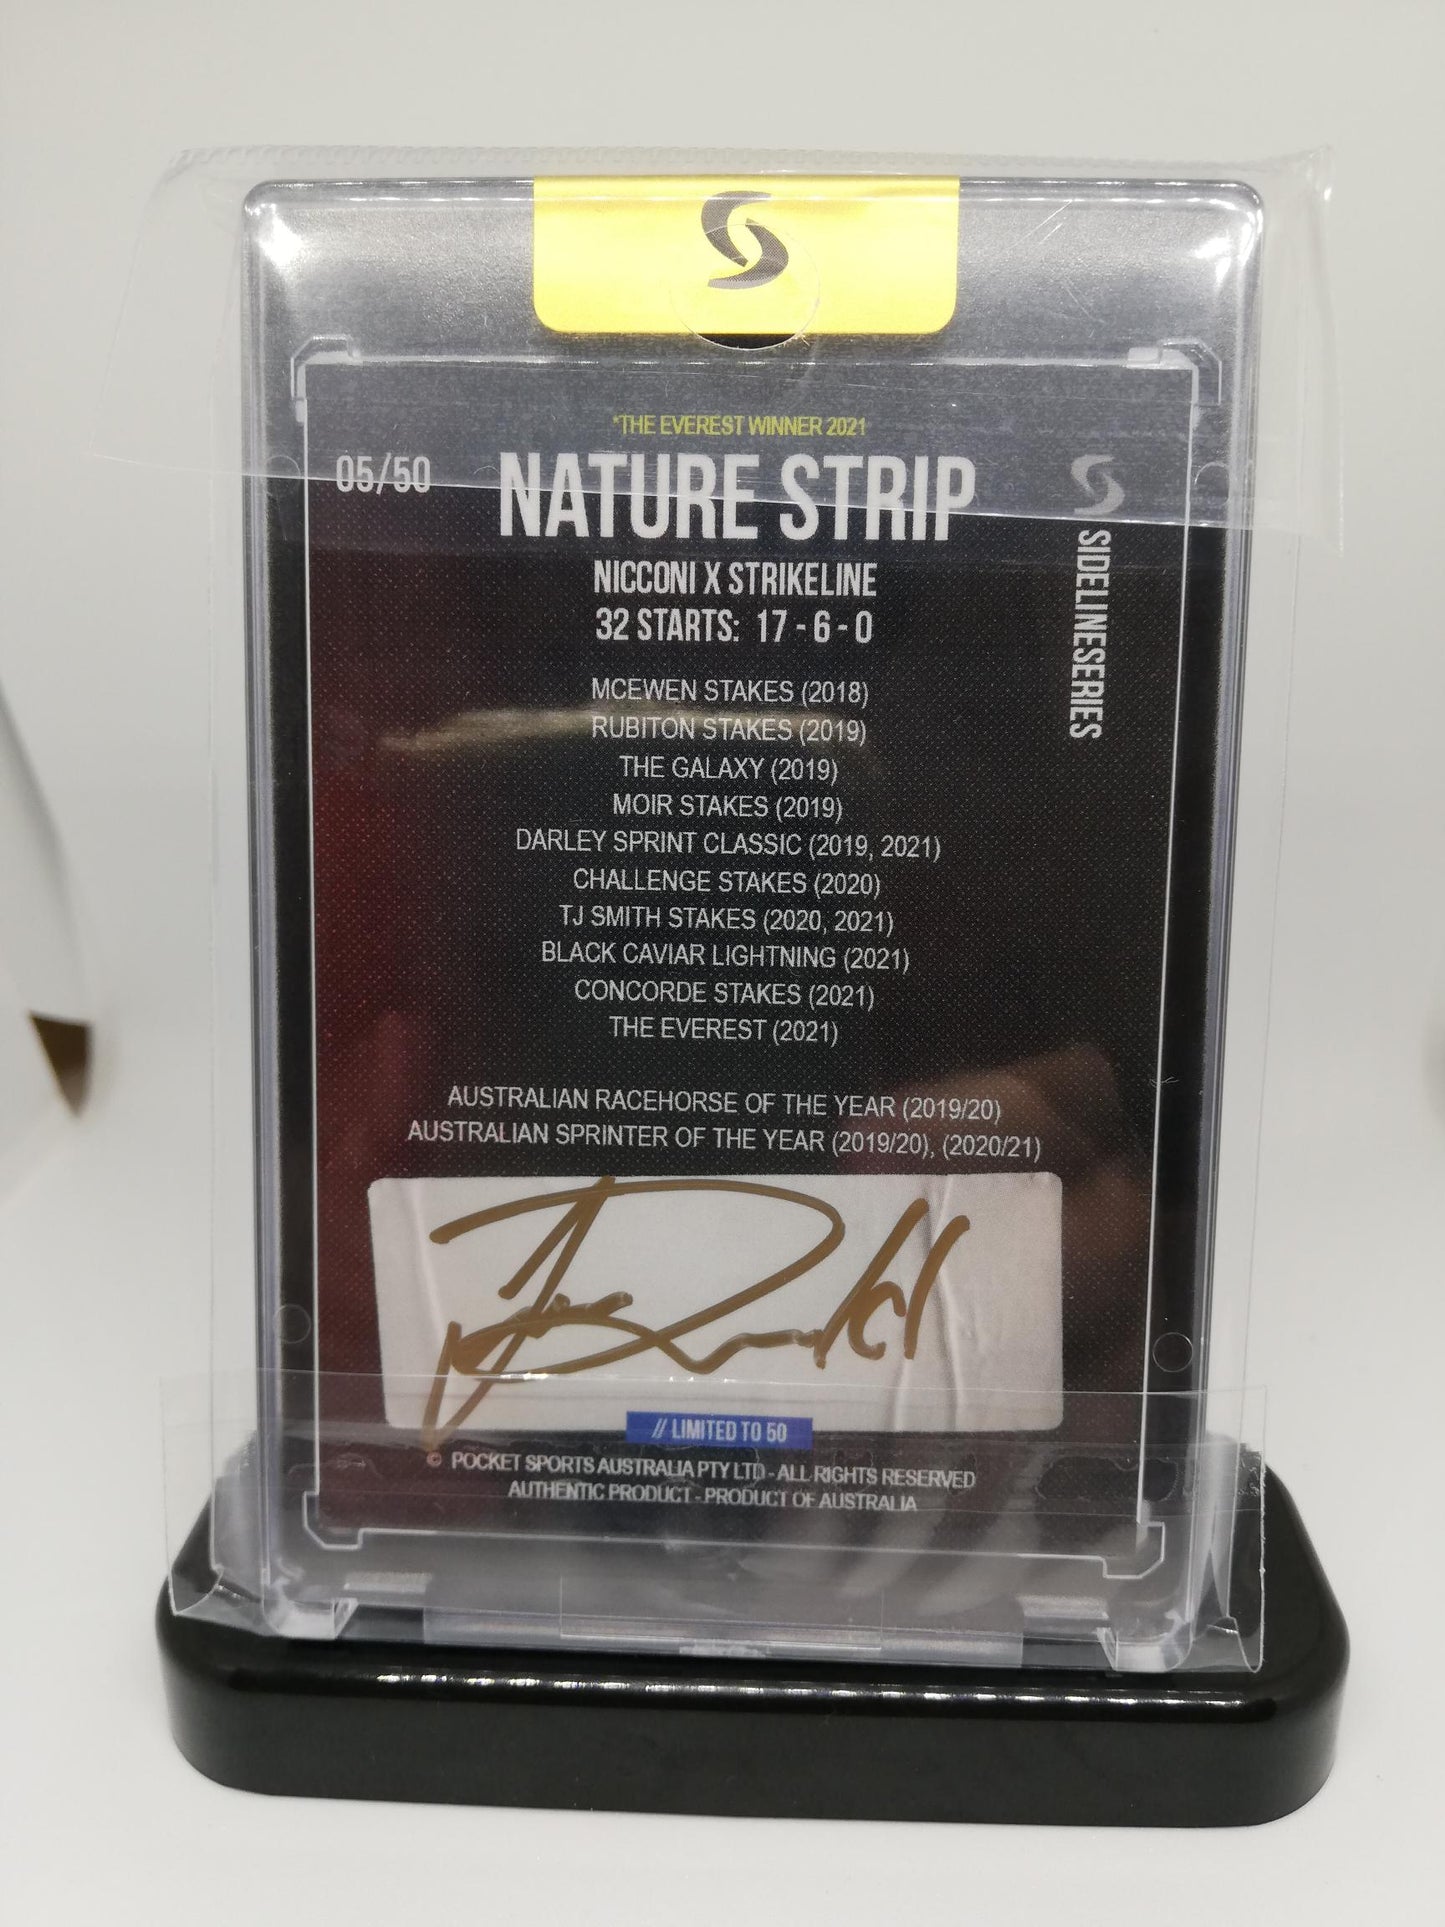 *THE EVEREST WINNER 2021
05/50
NATURE STRIP
SIDELINESERIES
NICCONI X STRIKELINE
32 STARTS: 17 - 6 - 0
MCEWEN STAKES (2018)
RUBITON STAKES (2019)
THE GALAXY (2019)
MOIR STAKES (2019)
DARLEY SPRINT CLASSIC (2019, 2021)
CHALLENGE STAKES (2020)
TJ SMITH STAKES (2020, 2021)
BLACK CAVIAR LIGHTNING (2021)
CONCORDE STAKES (2021)
THE EVEREST (2021)
AUSTRALIAN RACEHORSE OF THE YEAR (2019/20)
AUSTRALIAN SPRINTER OF THE YEAR (2019/20), (2020/21)
// LIMITED TO 50
© POCKET SPORTS AUSTRALIA PTY LTD - ALL RIGHTS RESERVED
AUTHENTIC PRODUCT - PRODUCT OF AUSTRALIA